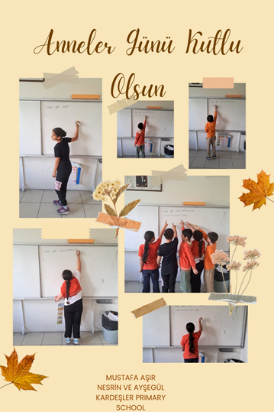 Anneler Günü Kutlu
Olsun
MUSTAFA AŞIR
NESRİN VE AYŞEGÜL
KARDEŞLER PRIMARY
SCHOOL